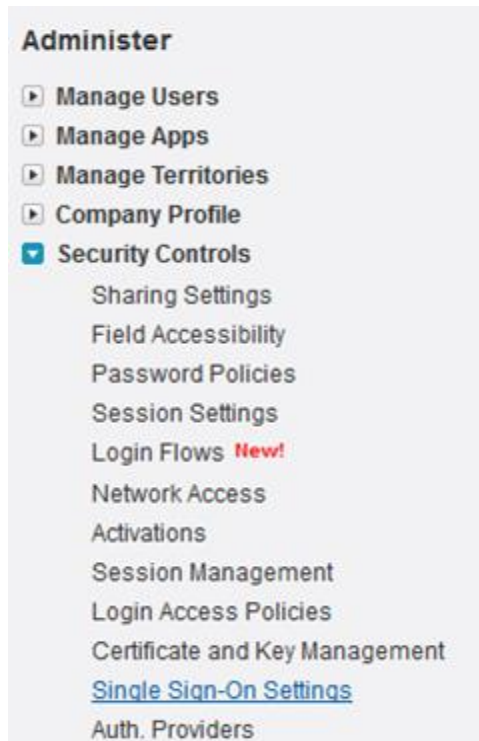 Administer
Manage Users
Manage Apps
Manage Territories
Company Profile
Security Controls
Sharing Settings
Field Accessibility
Password Policies
Session Settings
Login Flows New!
Network Access
Activations
Session Management
Login Access Policies
Certificate and Key Management
Single Sign-On Settings
Auth. Providers